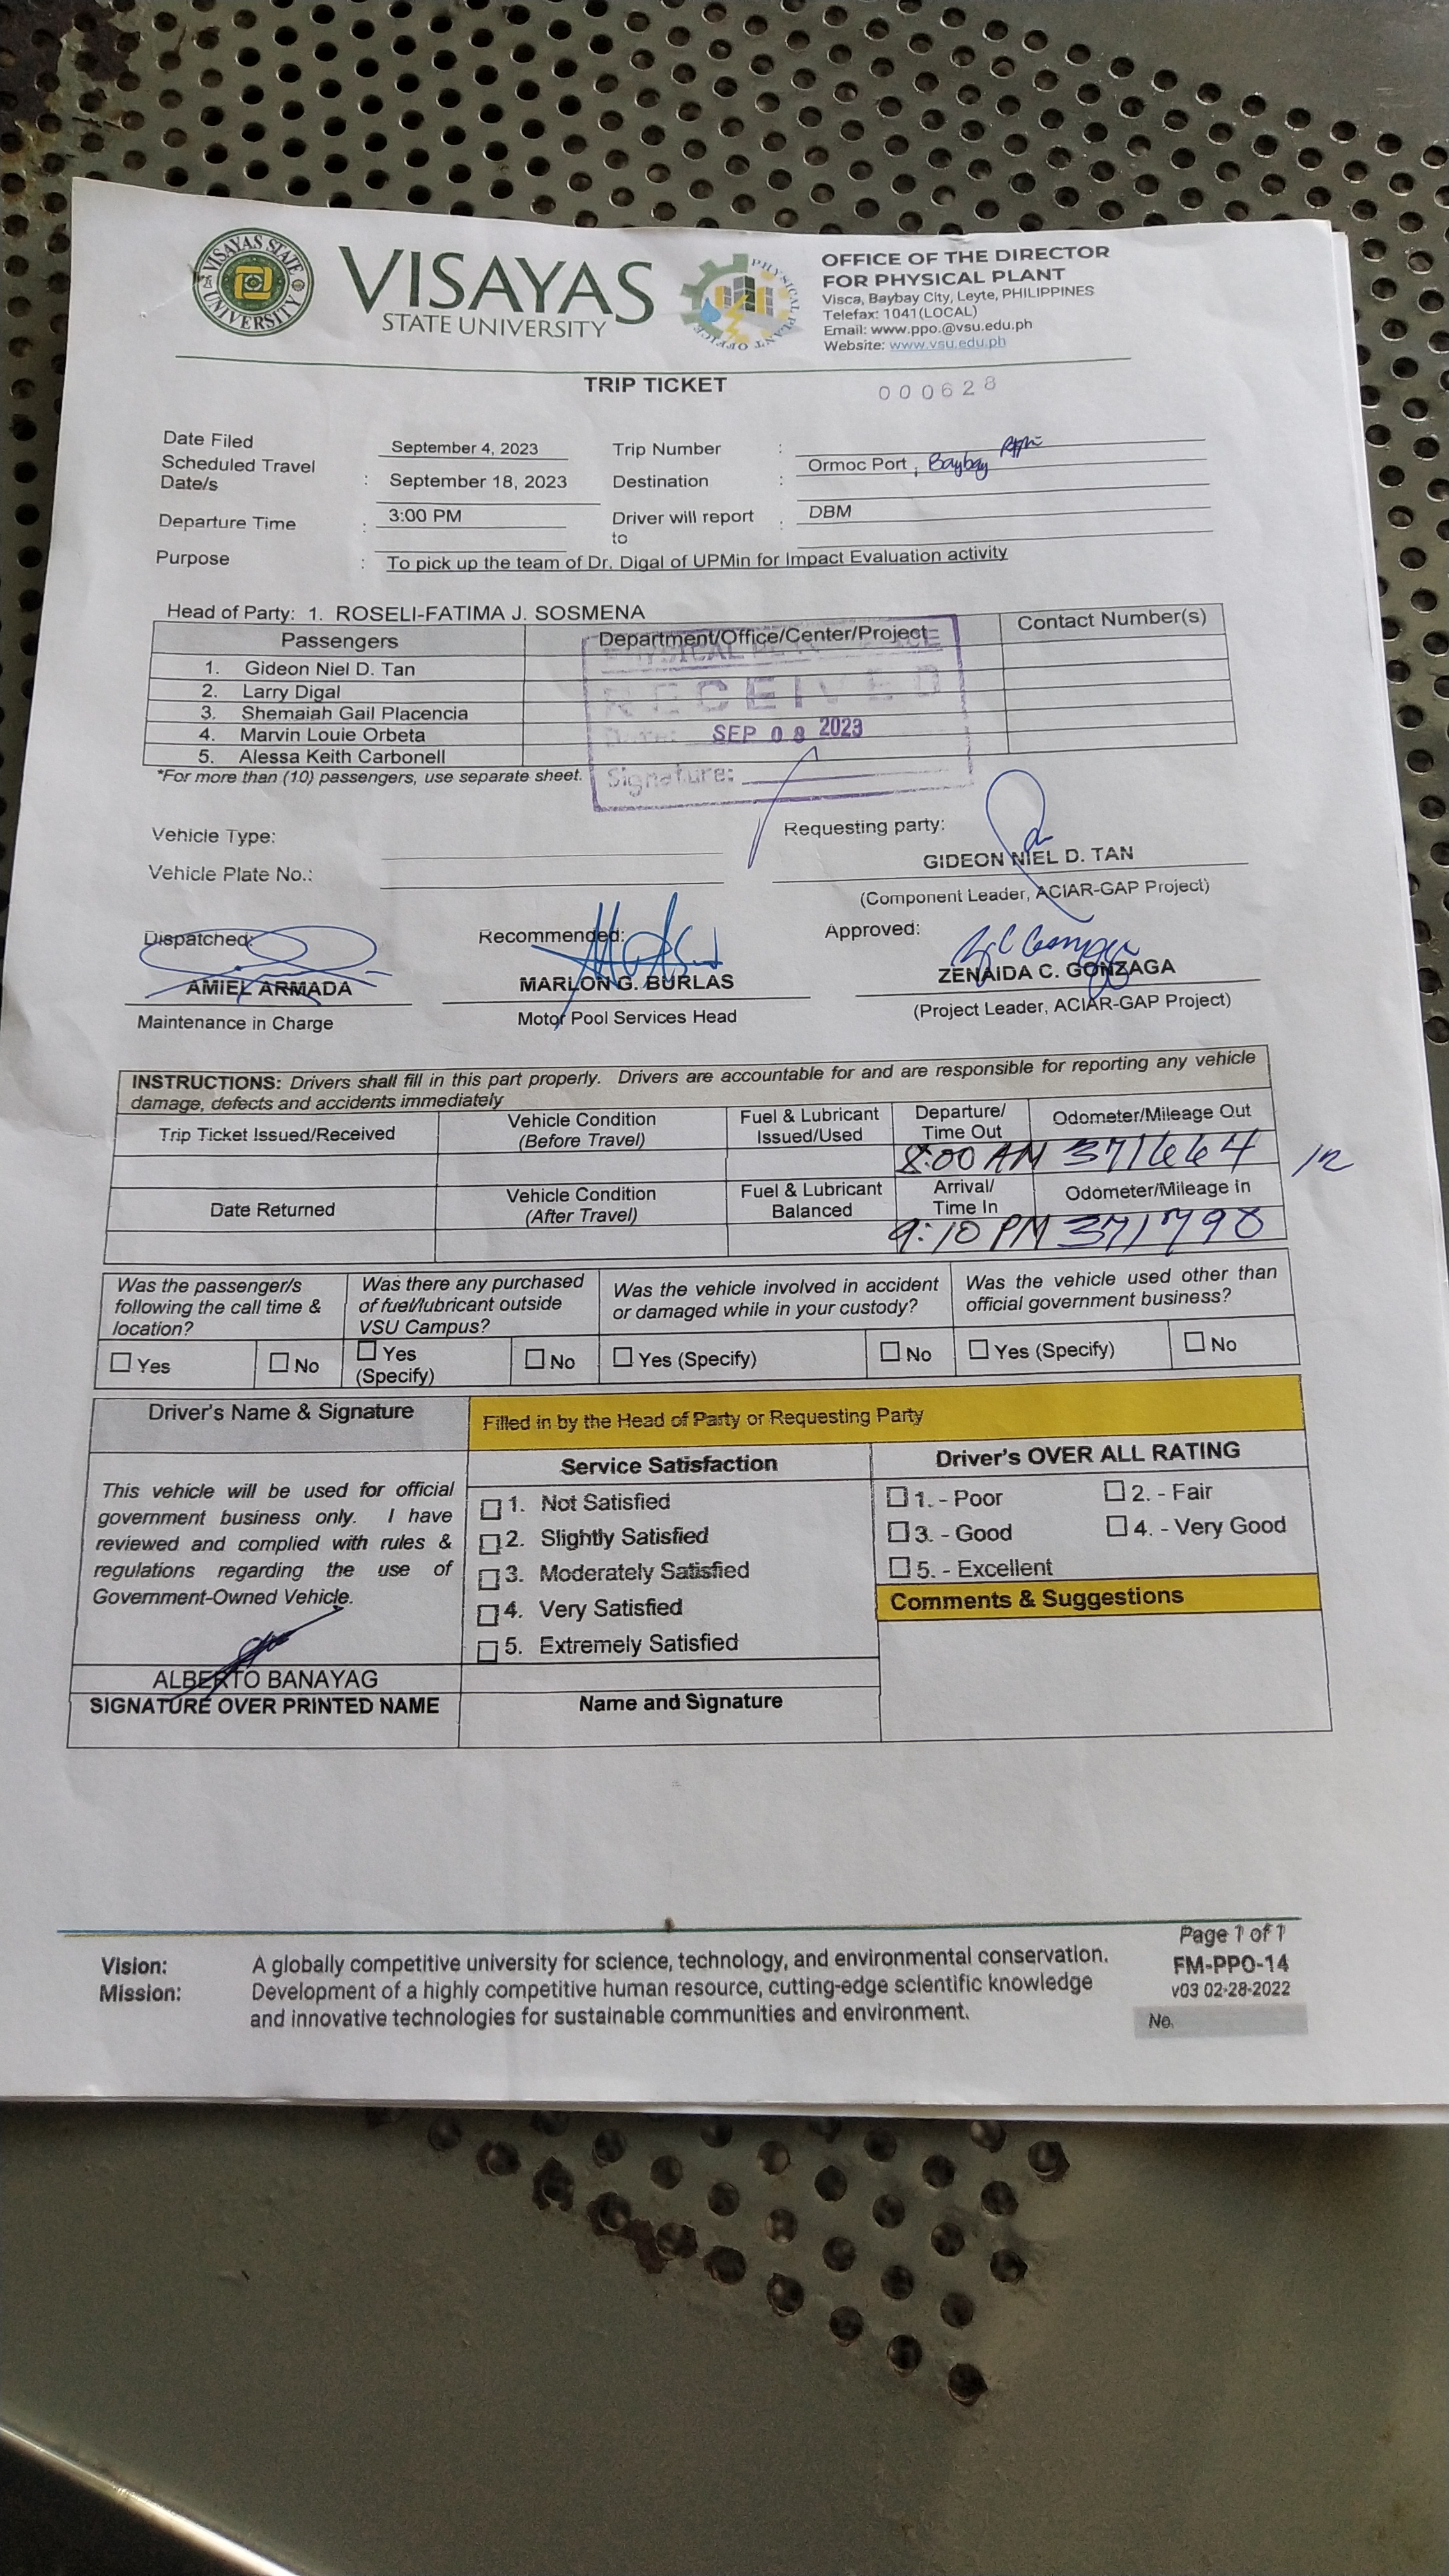 VISAYAS STATE UNIVERSITY
VISAYAS
STATE UNIVERSITY
PHYSICAL PLANT OFFICE
OFFICE OF THE DIRECTOR
FOR PHYSICAL PLANT
Visca, Baybay City, Leyte, PHILIPPINES
Telefax: 1041(LOCAL)
Email: www.ppo.@vsu.edu.ph
Website: www.vsu.edu.ph
TRIP TICKET
000628
Date Filed September 4, 2023 Trip Number :
Scheduled Travel Date/s : September 18, 2023 Destination : Ormoc Port, Baybay
Departure Time : 3:00 PM Driver will report to : DBM
Purpose : To pick up the team of Dr. Digal of UPMin for Impact Evaluation activity
Head of Party: 1. ROSELI-FATIMA J. SOSMENA
Passengers Department/Office/Center/Project Contact Number(s)
1. Gideon Niel D. Tan
2. Larry Digal
3. Shemaiah Gail Placencia
4. Marvin Louie Orbeta
5. Alessa Keith Carbonell
*For more than (10) passengers, use separate sheet.
RECEIVED
Date: SEP 08 2023
Signature:
Vehicle Type:
Vehicle Plate No.:
Requesting party:
GIDEON NIEL D. TAN
(Component Leader, ACIAR-GAP Project)
Dispatched: Recommended: Approved:
AMIEL ARMADA MARLON G. BURLAS ZENAIDA C. GONZAGA
Maintenance in Charge Motor Pool Services Head (Project Leader, ACIAR-GAP Project)
INSTRUCTIONS: Drivers shall fill in this part properly. Drivers are accountable for and are responsible for reporting any vehicle
damage, defects and accidents immediately
Trip Ticket Issued/Received Vehicle Condition (Before Travel) Fuel & Lubricant Issued/Used Departure/ Time Out Odometer/Mileage Out
8:00 AM 371664
Date Returned Vehicle Condition (After Travel) Fuel & Lubricant Balanced Arrival/ Time In Odometer/Mileage in
9:10 PM 371798
Was the passenger/s following the call time & location?
Was there any purchased of fuel/lubricant outside VSU Campus?
Was the vehicle involved in accident or damaged while in your custody?
Was the vehicle used other than official government business?
Yes No Yes (Specify) No Yes (Specify) No Yes (Specify) No
Driver's Name & Signature
Filled in by the Head of Party or Requesting Party
Service Satisfaction Driver's OVER ALL RATING
This vehicle will be used for official
government business only. I have
reviewed and complied with rules &
regulations regarding the use of
Government-Owned Vehicle.
1. Not Satisfied
2. Slightly Satisfied
3. Moderately Satisfied
4. Very Satisfied
5. Extremely Satisfied
1. - Poor 2. - Fair
3. - Good 4. - Very Good
5. - Excellent
Comments & Suggestions
ALBERTO BANAYAG
SIGNATURE OVER PRINTED NAME Name and Signature
Vision: A globally competitive university for science, technology, and environmental conservation.
Mission: Development of a highly competitive human resource, cutting-edge scientific knowledge
and innovative technologies for sustainable communities and environment.
Page 1 of 1
FM-PPO-14
v03 02-28-2022
No.